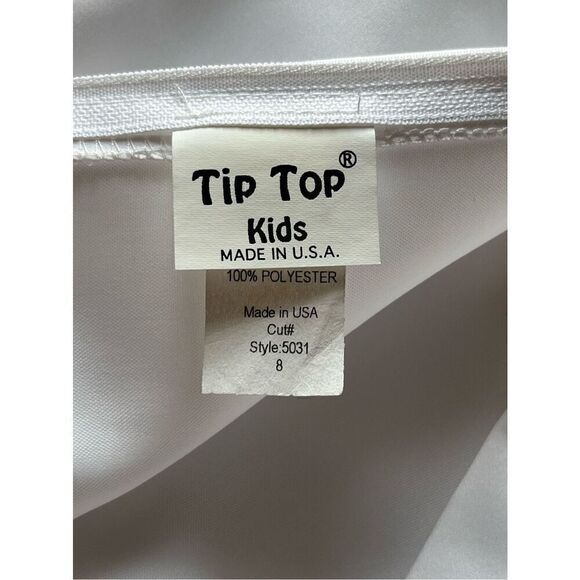 Tip Top®
Kids
MADE IN U.S.A.
100% POLYESTER
Made in USA
Cut#
Style:5031
8